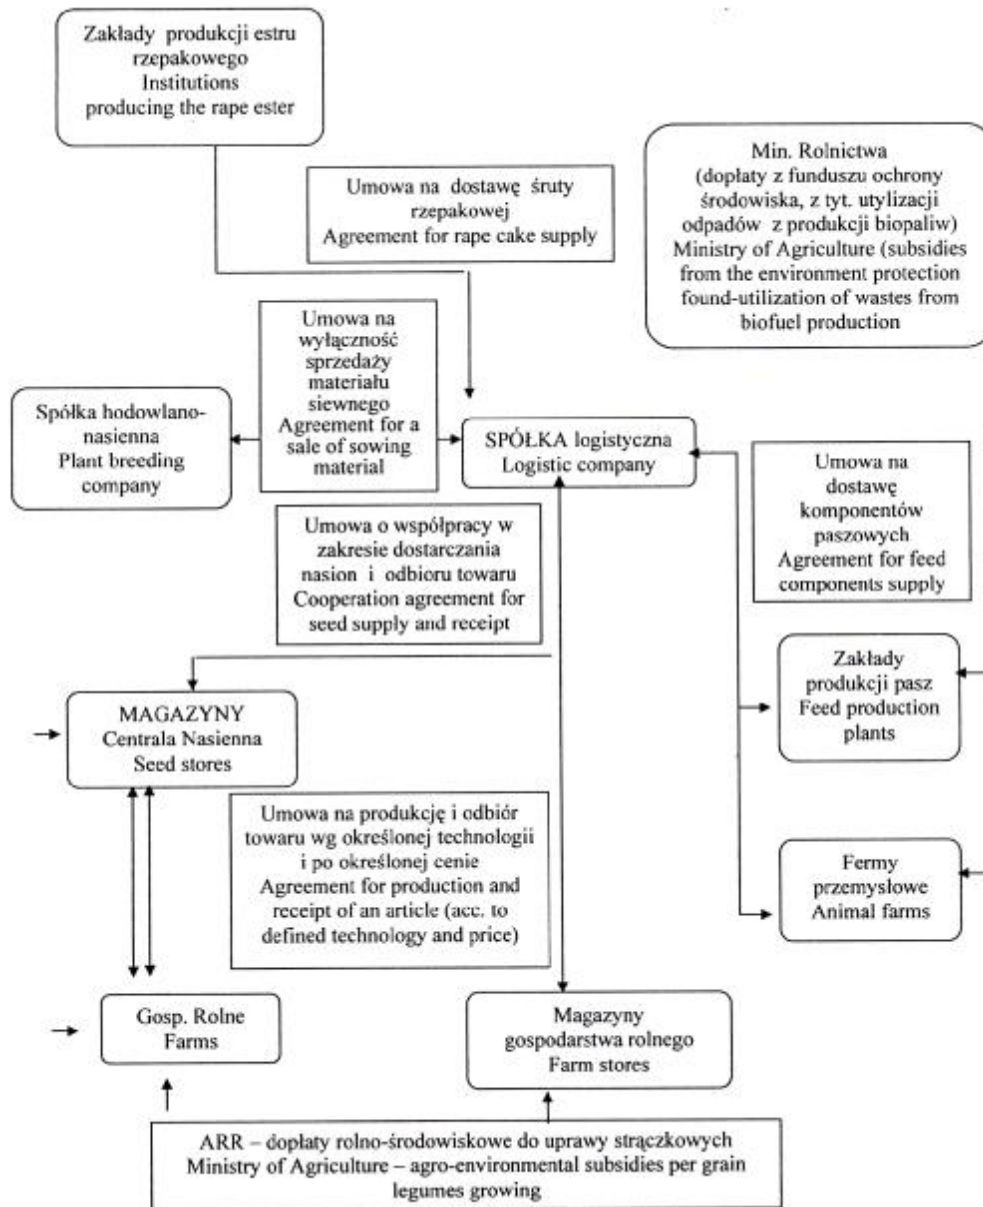 Zakłady produkcji estru
rzepakowego
Institutions
producing the rape ester
Umowa na dostawę śruty
rzepakowej
Agreement for rape cake supply
Min. Rolnictwa
(dopłaty z funduszu ochrony
środowiska, z tyt. utylizacji
odpadów z produkcji biopaliw)
Ministry of Agriculture (subsidies
from the environment protection
found-utilization of wastes from
biofuel production
Umowa na
wyłączność
sprzedaży
materiału
siewnego
Agreement for a
sale of sowing
material
Spółka hodowlano-
nasienna
Plant breeding
company
SPÓŁKA logistyczna
Logistic company
Umowa na
dostawę
komponentów
paszowych
Agreement for feed
components supply
Umowa o współpracy w
zakresie dostarczania
nasion i odbioru towaru
Cooperation agreement for
seed supply and receipt
Zakłady
produkcji pasz
Feed production
plants
MAGAZYNY
Centrala Nasienna
Seed stores
Umowa na produkcję i odbiór
towaru wg określonej technologii
i po określonej cenie
Agreement for production and
receipt of an article (acc. to
defined technology and price)
Fermy
przemysłowe
Animal farms
Gosp. Rolne
Farms
Magazyny
gospodarstwa rolnego
Farm stores
ARR – dopłaty rolno-środowiskowe do uprawy strączkowych
Ministry of Agriculture – agro-environmental subsidies per grain
legumes growing